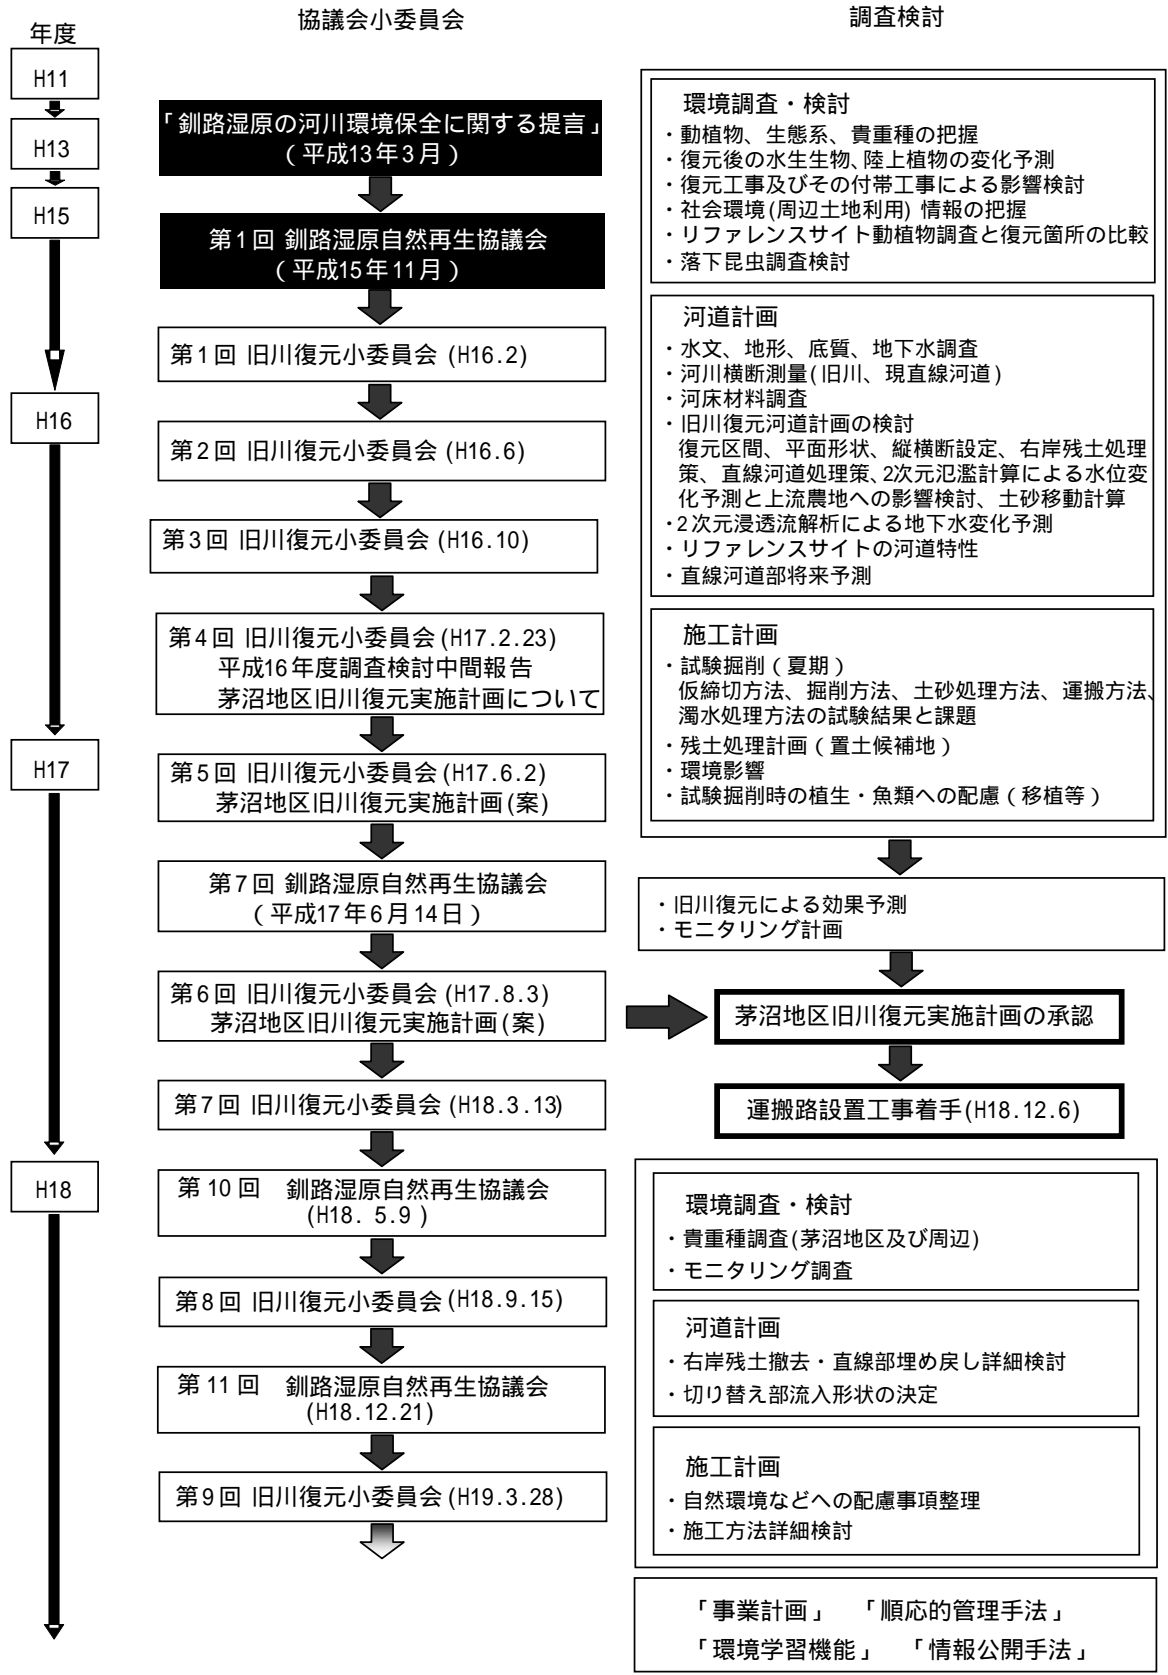 年度
H11
H13
H15
H16
H17
H18
協議会小委員会
「釧路湿原の河川環境保全に関する提言」
(平成13年3月)
第1回 釧路湿原自然再生協議会
(平成15年11月)
第1回 旧川復元小委員会 (H16.2)
第2回 旧川復元小委員会 (H16.6)
第3回 旧川復元小委員会 (H16.10)
第4回 旧川復元小委員会 (H17.2.23)
平成16年度調査検討中間報告
茅沼地区旧川復元実施計画について
第5回 旧川復元小委員会 (H17.6.2)
茅沼地区旧川復元実施計画(案)
第7回 釧路湿原自然再生協議会
(平成17年6月14日)
第6回 旧川復元小委員会 (H17.8.3)
茅沼地区旧川復元実施計画(案)
第7回 旧川復元小委員会 (H18.3.13)
第10回 釧路湿原自然再生協議会
(H18. 5.9 )
第8回 旧川復元小委員会 (H18.9.15)
第11回 釧路湿原自然再生協議会
(H18.12.21)
第9回 旧川復元小委員会 (H19.3.28)
調査検討
環境調査・検討
・動植物、生態系、貴重種の把握
・復元後の水生生物、陸上植物の変化予測
・復元工事及びその付帯工事による影響検討
・社会環境(周辺土地利用) 情報の把握
・リファレンスサイト動植物調査と復元箇所の比較
・落下昆虫調査検討
河道計画
・水文、地形、底質、地下水調査
・河川横断測量(旧川、現直線河道)
・河床材料調査
・旧川復元河道計画の検討
復元区間、平面形状、縦横断設定、右岸残土処理
策、直線河道処理策、2次元氾濫計算による水位変
化予測と上流農地への影響検討、土砂移動計算
・2次元浸透流解析による地下水変化予測
・リファレンスサイトの河道特性
・直線河道部将来予測
施工計画
・試験掘削(夏期)
仮締切方法、掘削方法、土砂処理方法、運搬方法、
濁水処理方法の試験結果と課題
・残土処理計画(置土候補地)
・環境影響
・試験掘削時の植生・魚類への配慮(移植等)
・旧川復元による効果予測
・モニタリング計画
茅沼地区旧川復元実施計画の承認
運搬路設置工事着手(H18.12.6)
環境調査・検討
・貴重種調査(茅沼地区及び周辺)
・モニタリング調査
河道計画
・右岸残土撤去・直線部埋め戻し詳細検討
・切り替え部流入形状の決定
施工計画
・自然環境などへの配慮事項整理
・施工方法詳細検討
「事業計画」 「順応的管理手法」
「環境学習機能」 「情報公開手法」